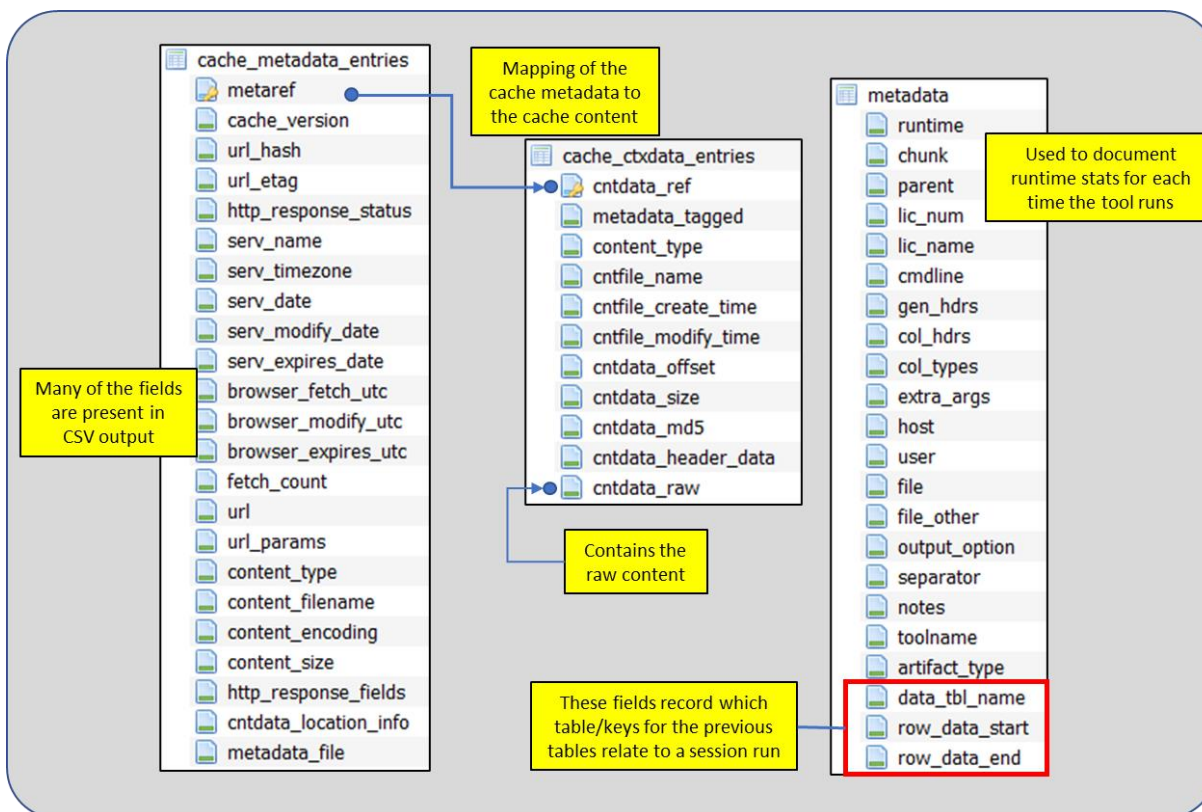 cache_metadata_entries
metaref
cache_version
url_hash
url_etag
http_response_status
serv_name
serv_timezone
serv_date
serv_modify_date
serv_expires_date
browser_fetch_utc
browser_modify_utc
browser_expires_utc
fetch_count
url
url_params
content_type
content_filename
content_encoding
content_size
http_response_fields
cntdata_location_info
metadata_file
Many of the fields
are present in
CSV output
Mapping of the
cache metadata to
the cache content
cache_ctxdata_entries
cntdata_ref
metadata_tagged
content_type
cntfile_name
cntfile_create_time
cntfile_modify_time
cntdata_offset
cntdata_size
cntdata_md5
cntdata_header_data
cntdata_raw
Contains the
raw content
metadata
runtime
chunk
parent
lic_num
lic_name
cmdline
gen_hdrs
col_hdrs
col_types
extra_args
host
user
file
file_other
output_option
separator
notes
toolname
artifact_type
data_tbl_name
row_data_start
row_data_end
Used to document
runtime stats for each
time the tool runs
These fields record which
table/keys for the previous
tables relate to a session run